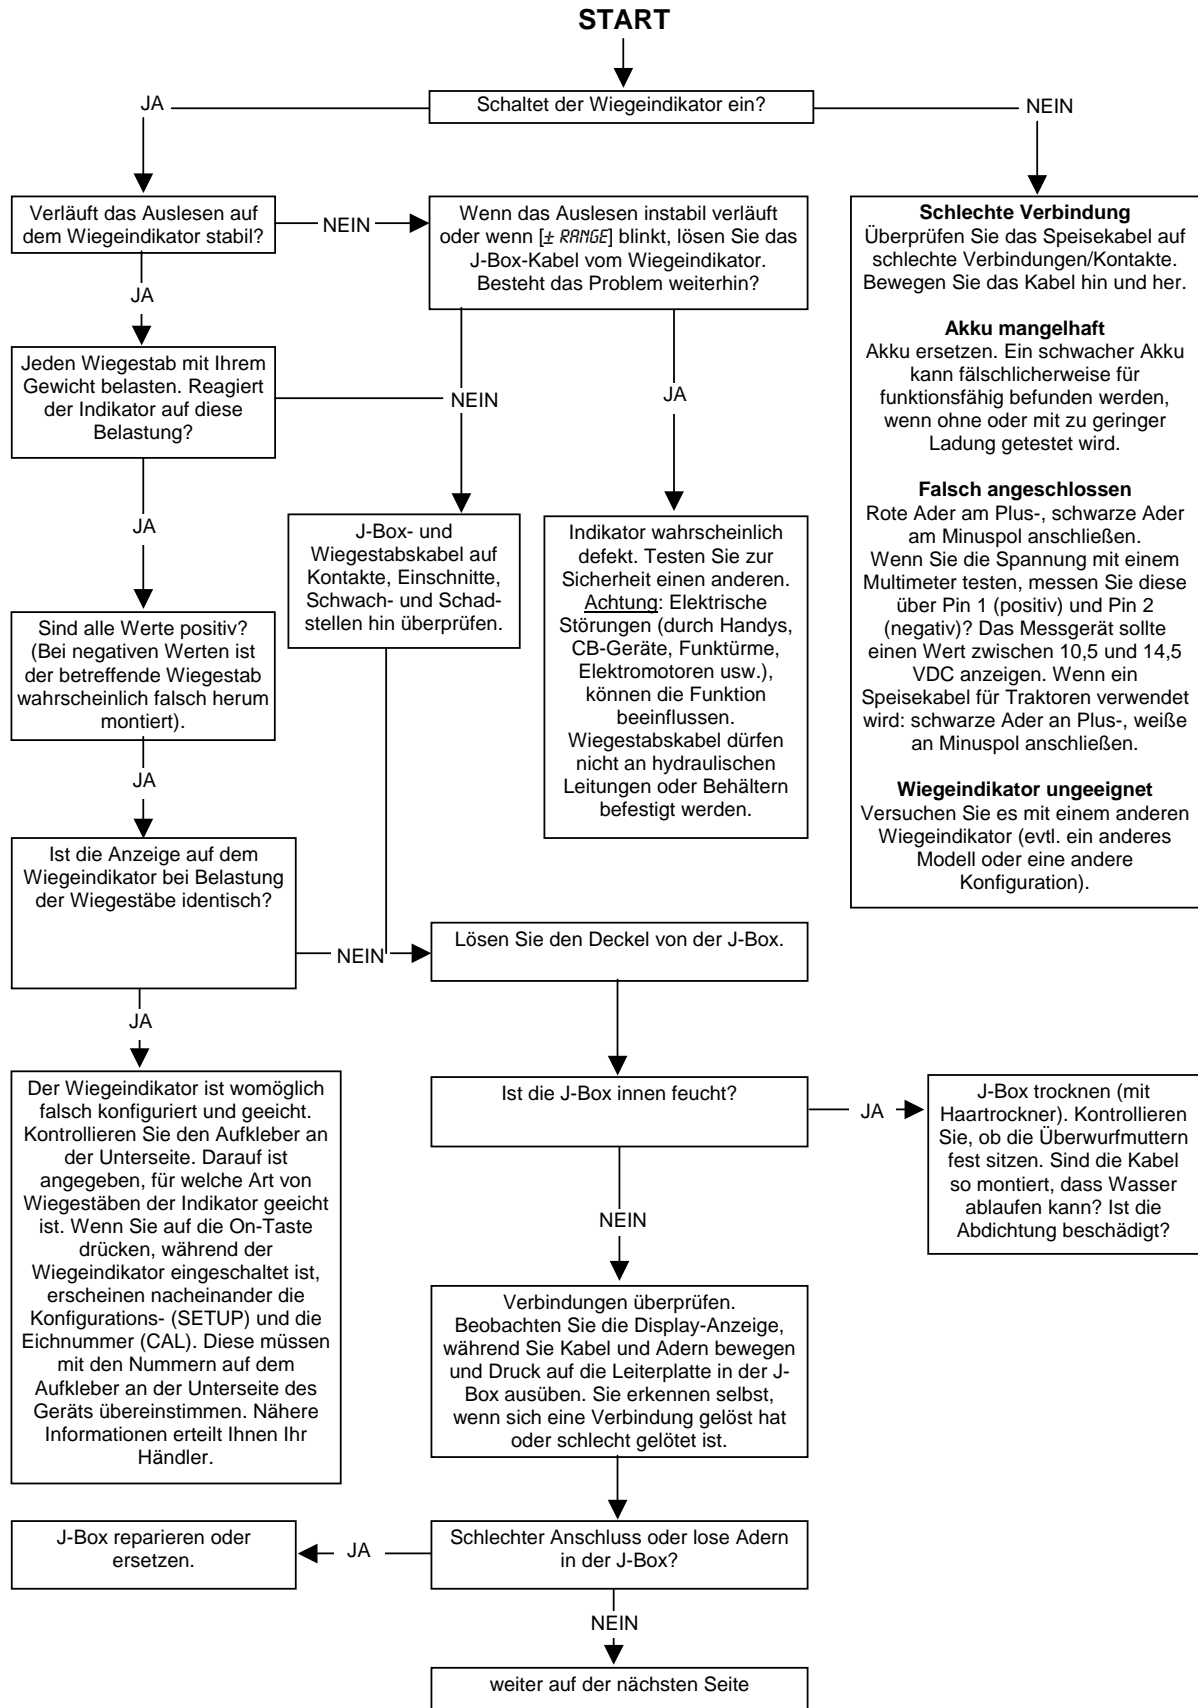 START
Schaltet der Wiegeindikator ein?
JA
NEIN
Verläuft das Auslesen auf
dem Wiegeindikator stabil?
NEIN
Wenn das Auslesen instabil verläuft
oder wenn [± RANGE] blinkt, lösen Sie das
J-Box-Kabel vom Wiegeindikator.
Besteht das Problem weiterhin?
Schlechte Verbindung
Überprüfen Sie das Speisekabel auf
schlechte Verbindungen/Kontakte.
Bewegen Sie das Kabel hin und her.
Akku mangelhaft
Akku ersetzen. Ein schwacher Akku
kann fälschlicherweise für
funktionsfähig befunden werden,
wenn ohne oder mit zu geringer
Ladung getestet wird.
Falsch angeschlossen
Rote Ader am Plus-, schwarze Ader
am Minuspol anschließen.
Wenn Sie die Spannung mit einem
Multimeter testen, messen Sie diese
über Pin 1 (positiv) und Pin 2
(negativ)? Das Messgerät sollte
einen Wert zwischen 10,5 und 14,5
VDC anzeigen. Wenn ein
Speisekabel für Traktoren verwendet
wird: schwarze Ader an Plus-, weiße
an Minuspol anschließen.
Wiegeindikator ungeeignet
Versuchen Sie es mit einem anderen
Wiegeindikator (evtl. ein anderes
Modell oder eine andere
Konfiguration).
JA
Jeden Wiegestab mit Ihrem
Gewicht belasten. Reagiert
der Indikator auf diese
Belastung?
NEIN
JA
JA
J-Box- und
Wiegestabskabel auf
Kontakte, Einschnitte,
Schwach- und Schad-
stellen hin überprüfen.
Indikator wahrscheinlich
defekt. Testen Sie zur
Sicherheit einen anderen.
Achtung: Elektrische
Störungen (durch Handys,
CB-Geräte, Funktürme,
Elektromotoren usw.),
können die Funktion
beeinflussen.
Wiegestabskabel dürfen
nicht an hydraulischen
Leitungen oder Behältern
befestigt werden.
Sind alle Werte positiv?
(Bei negativen Werten ist
der betreffende Wiegestab
wahrscheinlich falsch herum
montiert).
JA
Ist die Anzeige auf dem
Wiegeindikator bei Belastung
der Wiegestäbe identisch?
NEIN
Lösen Sie den Deckel von der J-Box.
JA
Der Wiegeindikator ist womöglich
falsch konfiguriert und geeicht.
Kontrollieren Sie den Aufkleber an
der Unterseite. Darauf ist
angegeben, für welche Art von
Wiegestäben der Indikator geeicht
ist. Wenn Sie auf die On-Taste
drücken, während der
Wiegeindikator eingeschaltet ist,
erscheinen nacheinander die
Konfigurations- (SETUP) und die
Eichnummer (CAL). Diese müssen
mit den Nummern auf dem
Aufkleber an der Unterseite des
Geräts übereinstimmen. Nähere
Informationen erteilt Ihnen Ihr
Händler.
Ist die J-Box innen feucht?
JA
J-Box trocknen (mit
Haartrockner). Kontrollieren
Sie, ob die Überwurfmuttern
fest sitzen. Sind die Kabel
so montiert, dass Wasser
ablaufen kann? Ist die
Abdichtung beschädigt?
NEIN
Verbindungen überprüfen.
Beobachten Sie die Display-Anzeige,
während Sie Kabel und Adern bewegen
und Druck auf die Leiterplatte in der J-
Box ausüben. Sie erkennen selbst,
wenn sich eine Verbindung gelöst hat
oder schlecht gelötet ist.
Schlechter Anschluss oder lose Adern
in der J-Box?
JA
J-Box reparieren oder
ersetzen.
NEIN
weiter auf der nächsten Seite